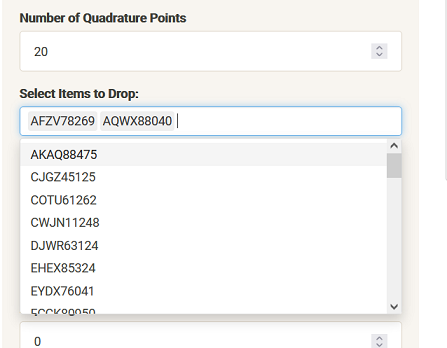 Number of Quadrature Points
20
Select Items to Drop:
AFZV78269 AQWX88040
AKAQ88475
CJGZ45125
COTU61262
CWJN11248
DJWR63124
EHEX85324
EYDX76041
0